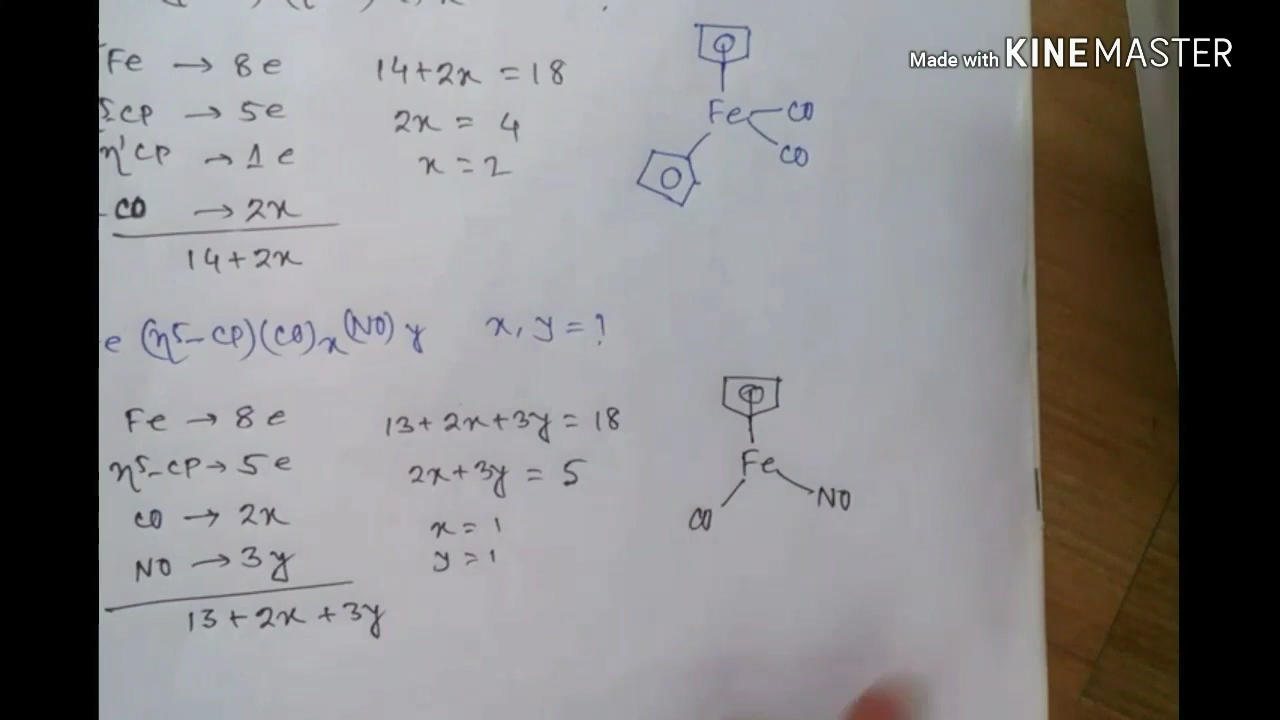 Made with KINEMASTER
Fe → 8e
14+2x = 18
5CP → 5e
2x = 4
η¹CP → 1e
x = 2
CO → 2x
14+2x
Fe
CO
CO
e (η⁵-CP)(CO)x(NO)y x, y = ?
Fe → 8e
13+2x+3y = 18
η⁵-CP → 5e
2x+3y = 5
CO → 2x
x = 1
NO → 3y
y = 1
13+2x+3y
Fe
CO
NO